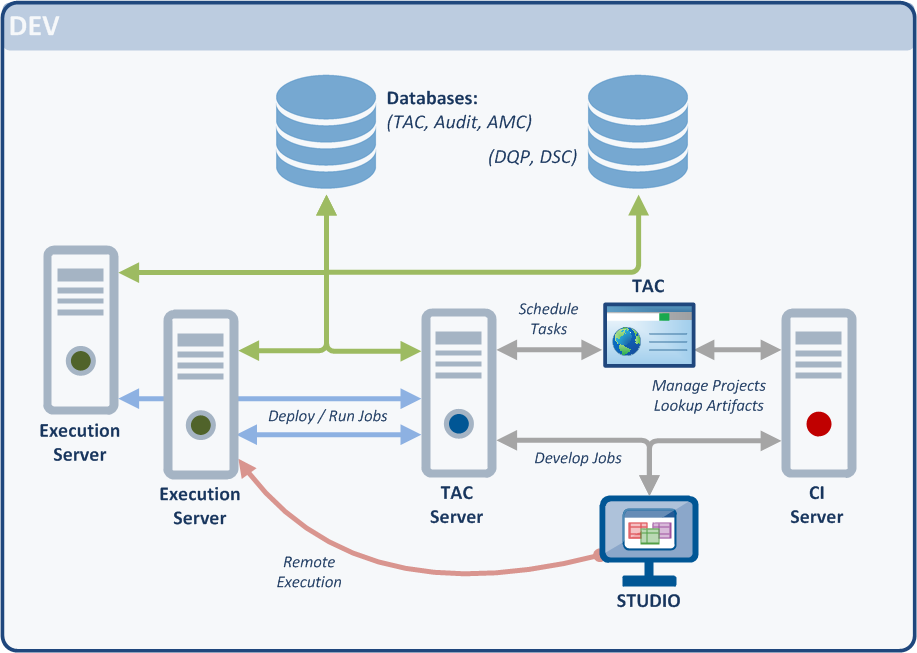 DEV
Databases:
(TAC, Audit, AMC)
(DQP, DSC)
TAC
Schedule
Tasks
Manage Projects
Lookup Artifacts
Deploy / Run Jobs
Develop Jobs
Execution
Server
Execution
Server
TAC
Server
CI
Server
Remote
Execution
STUDIO